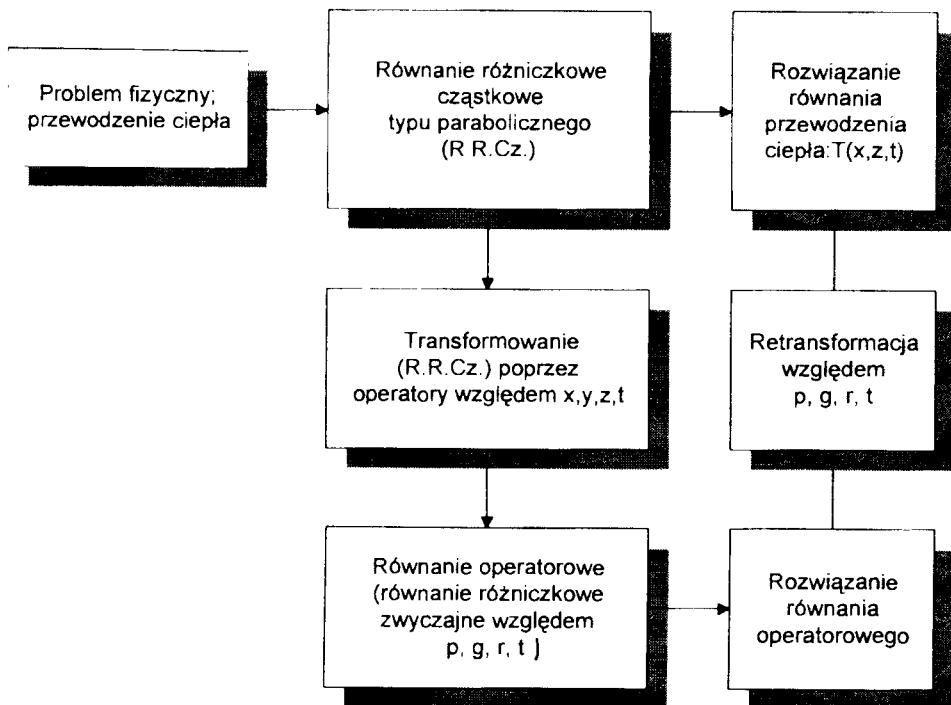 Problem fizyczny;
przewodzenie ciepła
Równanie różniczkowe
cząstkowe
typu parabolicznego
(R R.Cz.)
Rozwiązanie
równania
przewodzenia
ciepła:T(x,z,t)
Transformowanie
(R.R.Cz.) poprzez
operatory względem x,y,z,t
Retransformacja
względem
p, g, r, t
Równanie operatorowe
(równanie różniczkowe
zwyczajne względem
p, g, r, t )
Rozwiązanie
równania
operatorowego